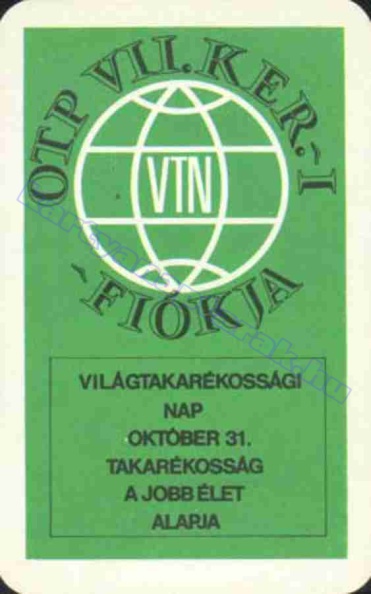 OTP VII. KER.-I
-FIÓKJA
VTN
VILÁGTAKARÉKOSSÁGI
NAP
OKTÓBER 31.
TAKARÉKOSSÁG
A JOBB ÉLET
ALAPJA